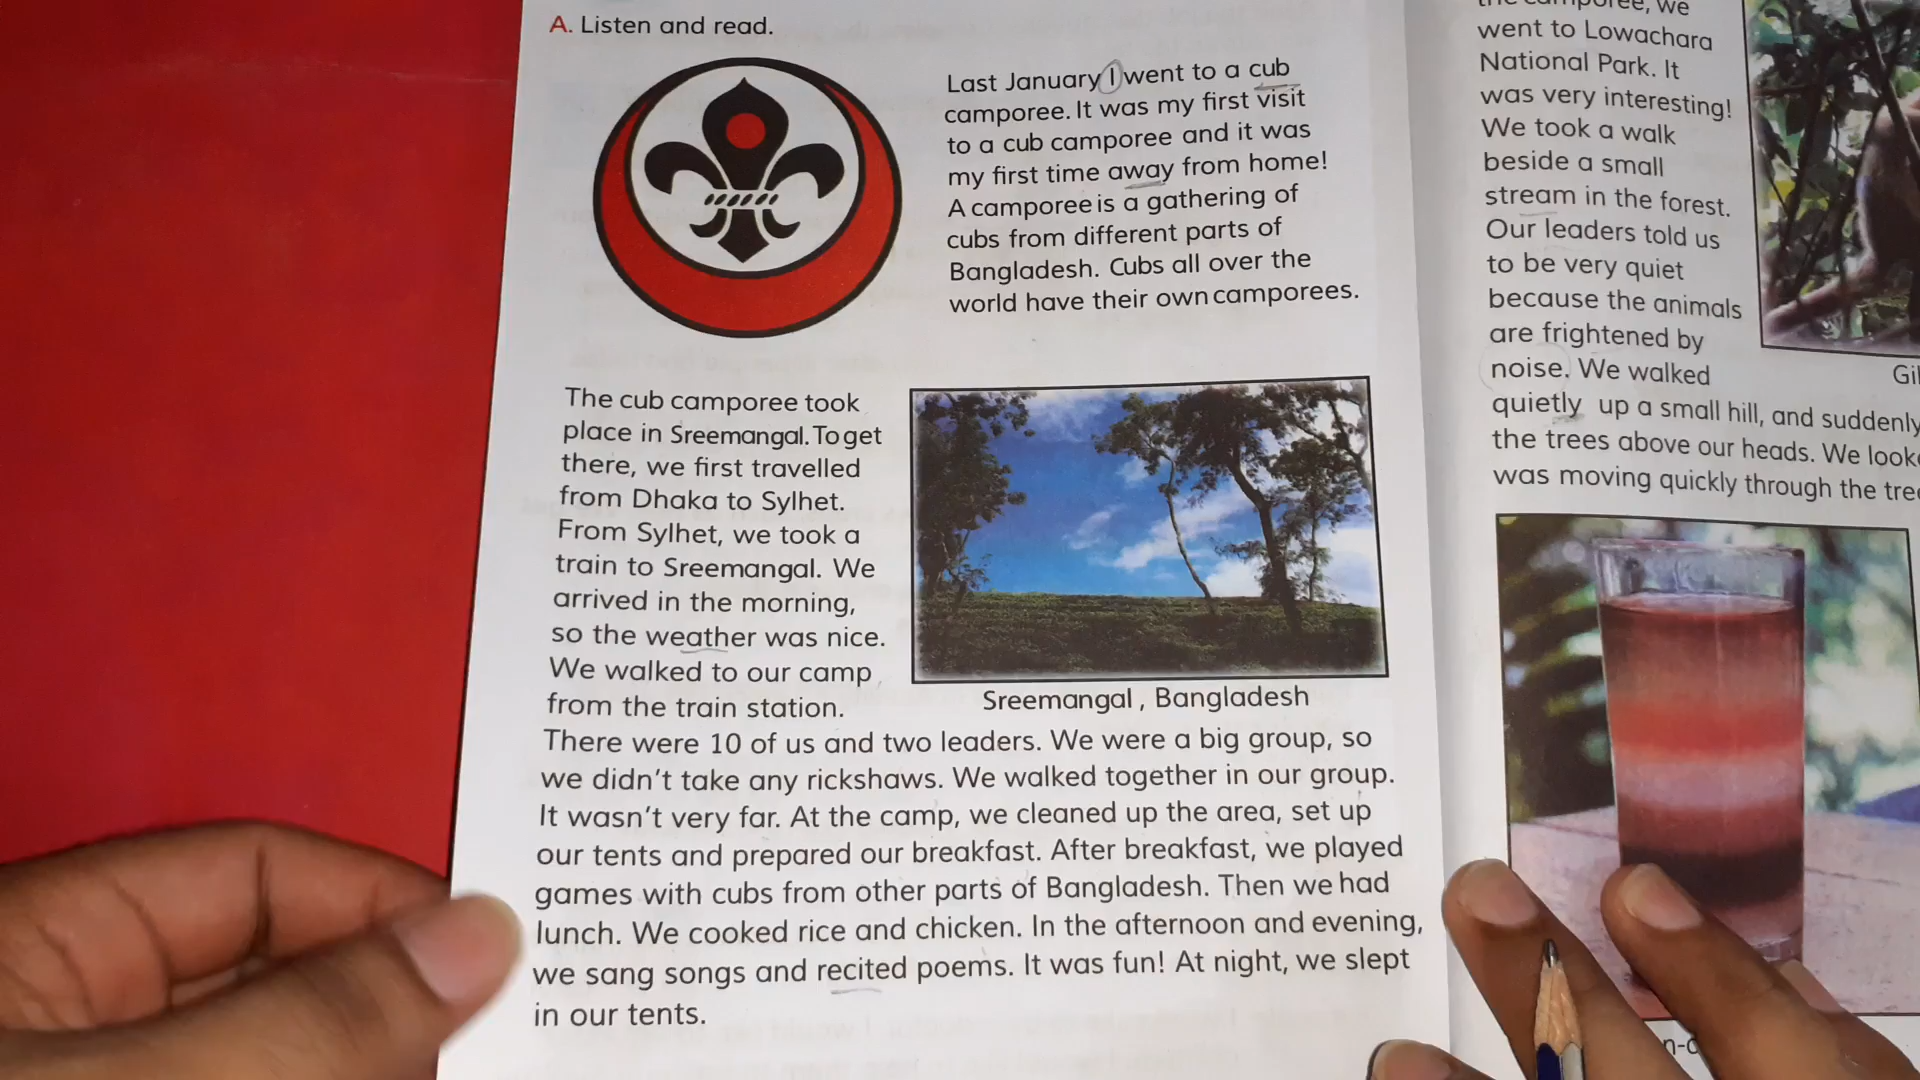 A. Listen and read.
Last January I went to a cub
camporee. It was my first visit
to a cub camporee and it was
my first time away from home!
A camporee is a gathering of
cubs from different parts of
Bangladesh. Cubs all over the
world have their own camporees.
The cub camporee took
place in Sreemangal. To get
there, we first travelled
from Dhaka to Sylhet.
From Sylhet, we took a
train to Sreemangal. We
arrived in the morning,
so the weather was nice.
We walked to our camp
from the train station.
Sreemangal, Bangladesh
There were 10 of us and two leaders. We were a big group, so
we didn't take any rickshaws. We walked together in our group.
It wasn't very far. At the camp, we cleaned up the area, set up
our tents and prepared our breakfast. After breakfast, we played
games with cubs from other parts of Bangladesh. Then we had
lunch. We cooked rice and chicken. In the afternoon and evening,
we sang songs and recited poems. It was fun! At night, we slept
in our tents.
camporee, we
went to Lowachara
National Park. It
was very interesting!
We took a walk
beside a small
stream in the forest.
Our leaders told us
to be very quiet
because the animals
are frightened by
noise. We walked
quietly up a small hill, and suddenly
the trees above our heads. We
was moving quickly through the